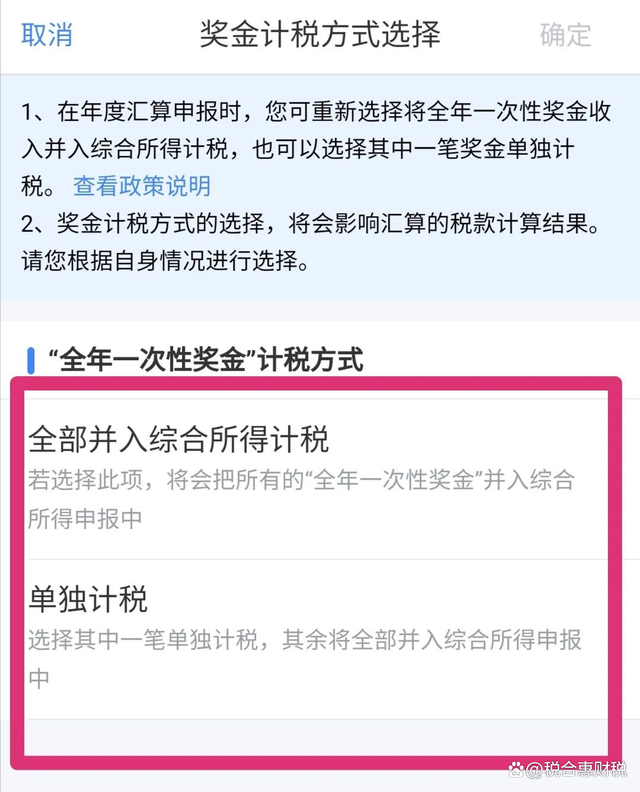 取消
奖金计税方式选择
确定
1、在年度汇算申报时，您可重新选择将全年一次性奖金收
入并入综合所得计税，也可以选择其中一笔奖金单独计
税。 查看政策说明
2、奖金计税方式的选择，将会影响汇算的税款计算结果。
请您根据自身情况进行选择。
“全年一次性奖金”计税方式
全部并入综合所得计税
若选择此项，将会把所有的“全年一次性奖金”并入综合
所得申报中
单独计税
选择其中一笔单独计税，其余将全部并入综合所得申报
中
@税合惠财税